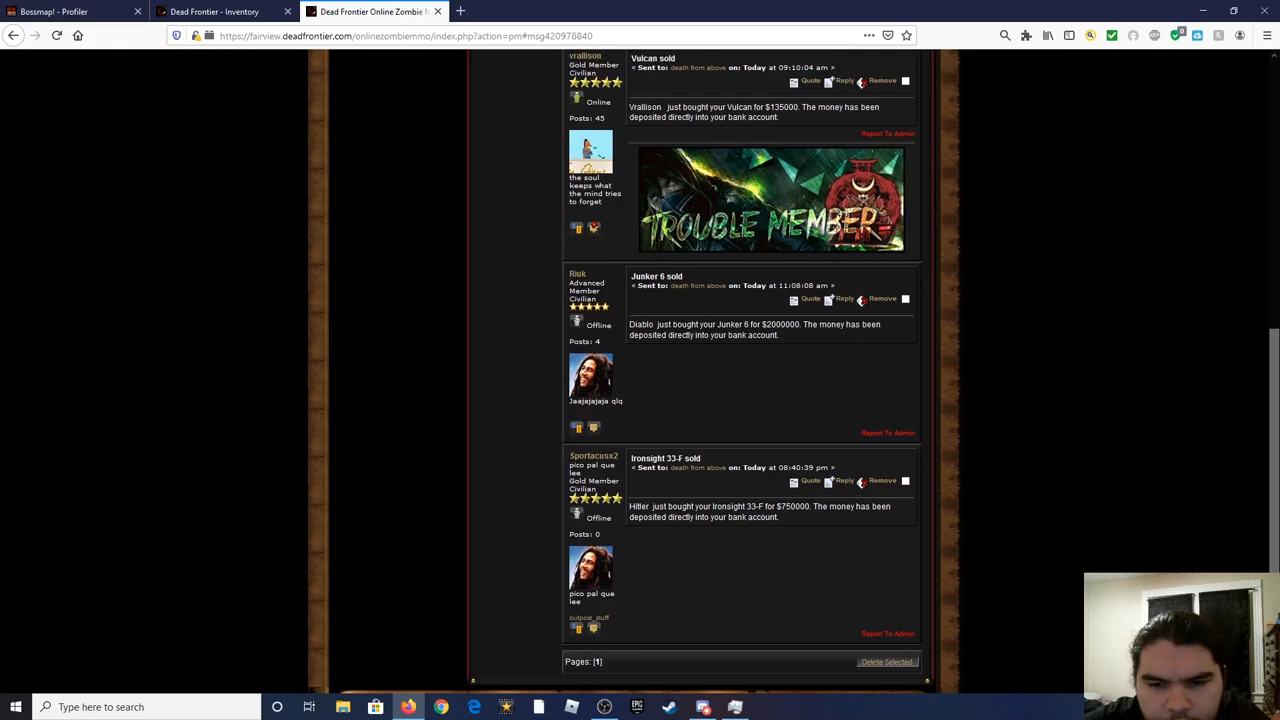 Bossmap! - Profiler
Dead Frontier - Inventory
Dead Frontier Online Zombie M
https://fairview.deadfrontier.com/onlinezombiemmo/index.php?action=pm#msg420978840
vrallison
Gold Member
Civilian
Online
Posts: 45
the soul
keeps what
the mind tries
to forget
Vulcan sold
« Sent to: death from above on: Today at 09:10:04 am »
Quote Reply Remove
Vrallison just bought your Vulcan for $135000. The money has been
deposited directly into your bank account.
Report To Admin
TROUBLE MEMBER
Riuk
Advanced
Member
Civilian
Offline
Posts: 4
Jaajajajaja qlq
Junker 6 sold
« Sent to: death from above on: Today at 11:08:08 am »
Quote Reply Remove
Diablo just bought your Junker 6 for $2000000. The money has been
deposited directly into your bank account.
Report To Admin
Sportacusx2
pico pal que
lee
Gold Member
Civilian
Offline
Posts: 0
pico pal que
lee
outpost_stuff
Ironsight 33-F sold
« Sent to: death from above on: Today at 08:40:39 pm »
Quote Reply Remove
Hitler just bought your Ironsight 33-F for $750000. The money has been
deposited directly into your bank account.
Report To Admin
Pages: [1]
Delete Selected
Type here to search